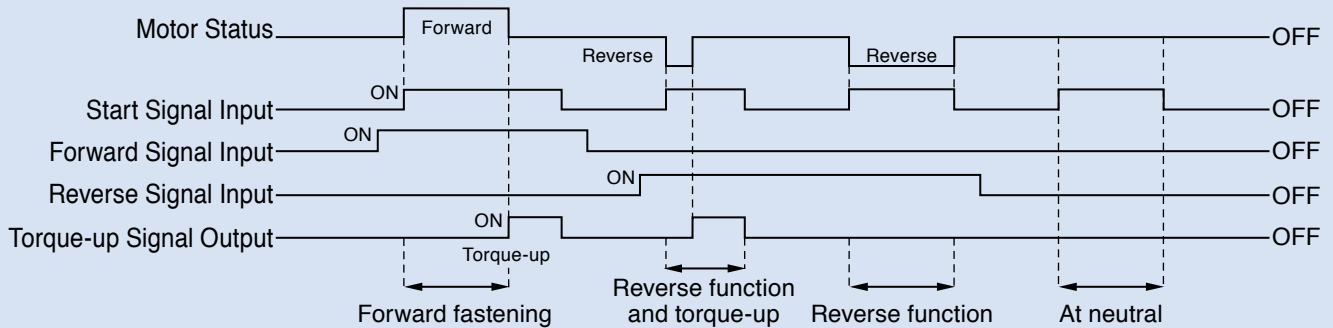 Motor Status Forward OFF
Reverse Reverse
Start Signal Input ON OFF
Forward Signal Input ON OFF
Reverse Signal Input ON OFF
Torque-up Signal Output ON OFF
Torque-up
Forward fastening
Reverse function
and torque-up
Reverse function
At neutral